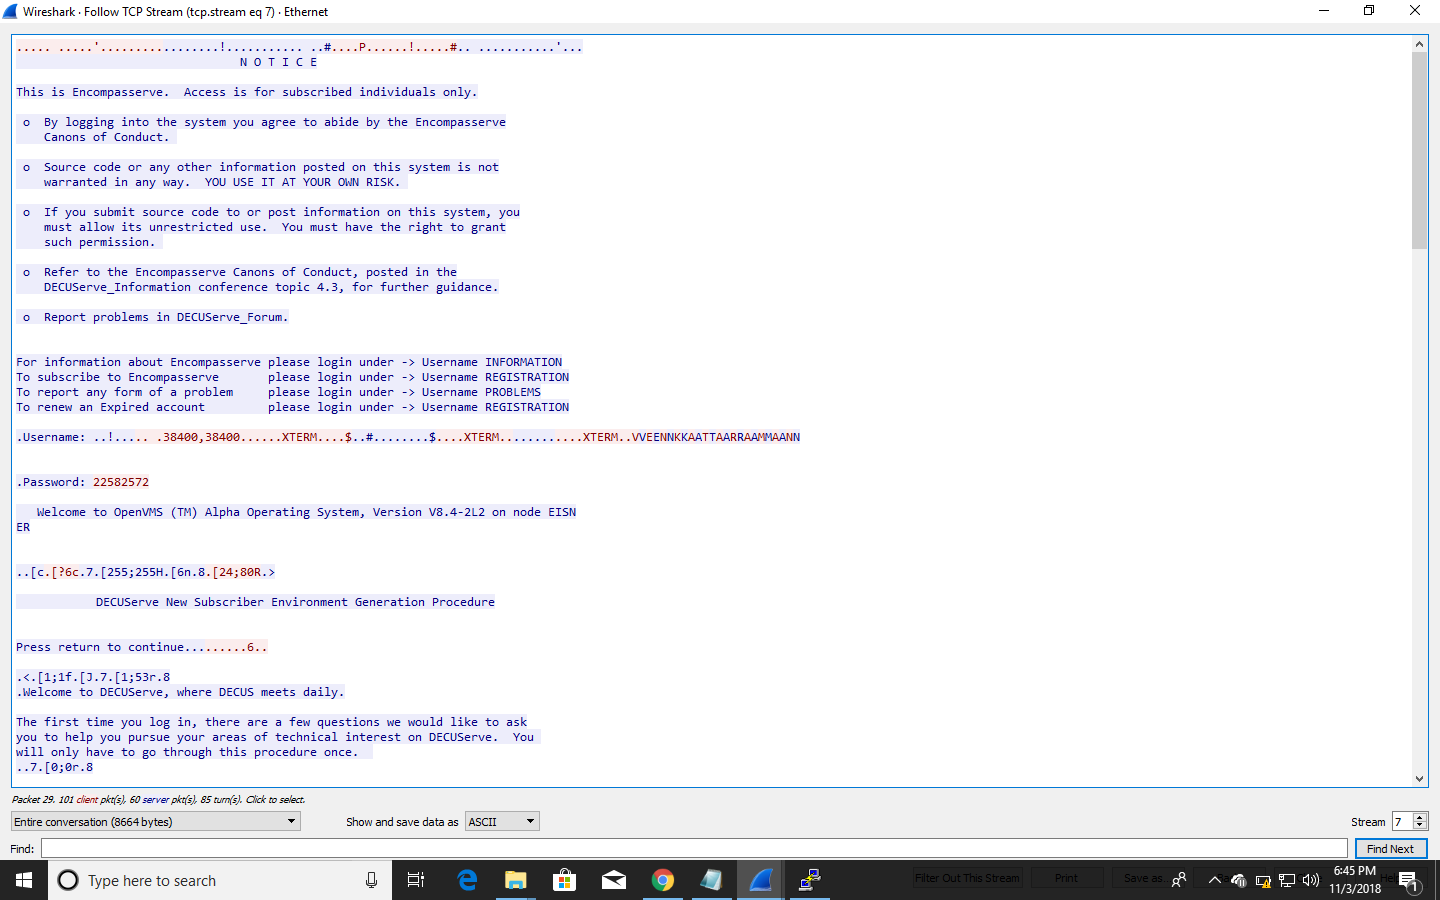 Wireshark · Follow TCP Stream (tcp.stream eq 7) · Ethernet
..... .....'..................!........... ..#....P......!.....#.. ...........'...
N O T I C E
This is Encompasserve.  Access is for subscribed individuals only.
o  By logging into the system you agree to abide by the Encompasserve
Canons of Conduct.
o  Source code or any other information posted on this system is not
warranted in any way.  YOU USE IT AT YOUR OWN RISK.
o  If you submit source code to or post information on this system, you
must allow its unrestricted use.  You must have the right to grant
such permission.
o  Refer to the Encompasserve Canons of Conduct, posted in the
DECUServe_Information conference topic 4.3, for further guidance.
o  Report problems in DECUServe_Forum.
For information about Encompasserve please login under -> Username INFORMATION
To subscribe to Encompasserve       please login under -> Username REGISTRATION
To report any form of a problem     please login under -> Username PROBLEMS
To renew an Expired account         please login under -> Username REGISTRATION
.Username: ..!..... .38400,38400......XTERM....$..#........$....XTERM............XTERM..VVEENNKKAATTAARRAAMMAANN
.Password: 22582572
Welcome to OpenVMS (TM) Alpha Operating System, Version V8.4-2L2 on node EISN
ER
..[c.[?6c.7.[255;255H.[6n.8.[24;80R.>
DECUServe New Subscriber Environment Generation Procedure
Press return to continue.........6..
.<.[1;1f.[J.7.[1;53r.8
.Welcome to DECUServe, where DECUS meets daily.
The first time you log in, there are a few questions we would like to ask
you to help you pursue your areas of technical interest on DECUServe.  You
will only have to go through this procedure once.
..7.[0;0r.8
Packet 29. 101 client pkt(s), 60 server pkt(s), 85 turn(s). Click to select.
Entire conversation (8664 bytes) Show and save data as ASCII Stream 7
Find: Find Next
Filter Out This Stream Print Save as
Type here to search
6:45 PM
11/3/2018
1